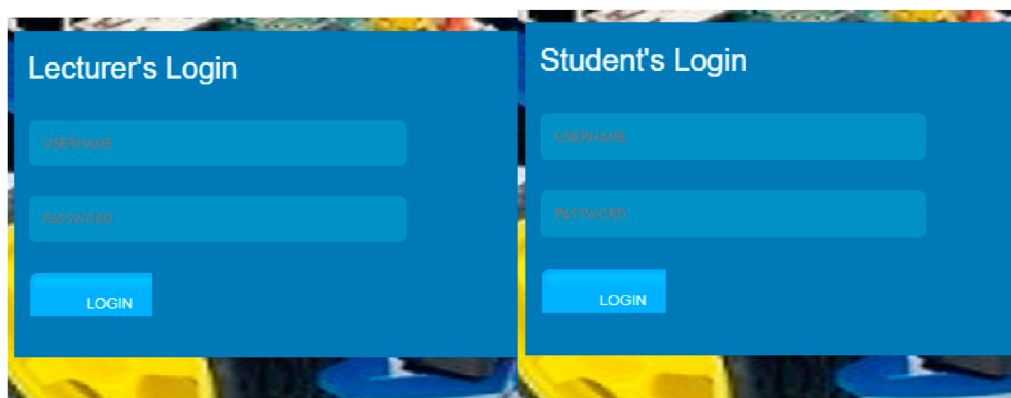 Lecturer's Login
USERNAME
PASSWORD
LOGIN
Student's Login
USERNAME
PASSWORD
LOGIN